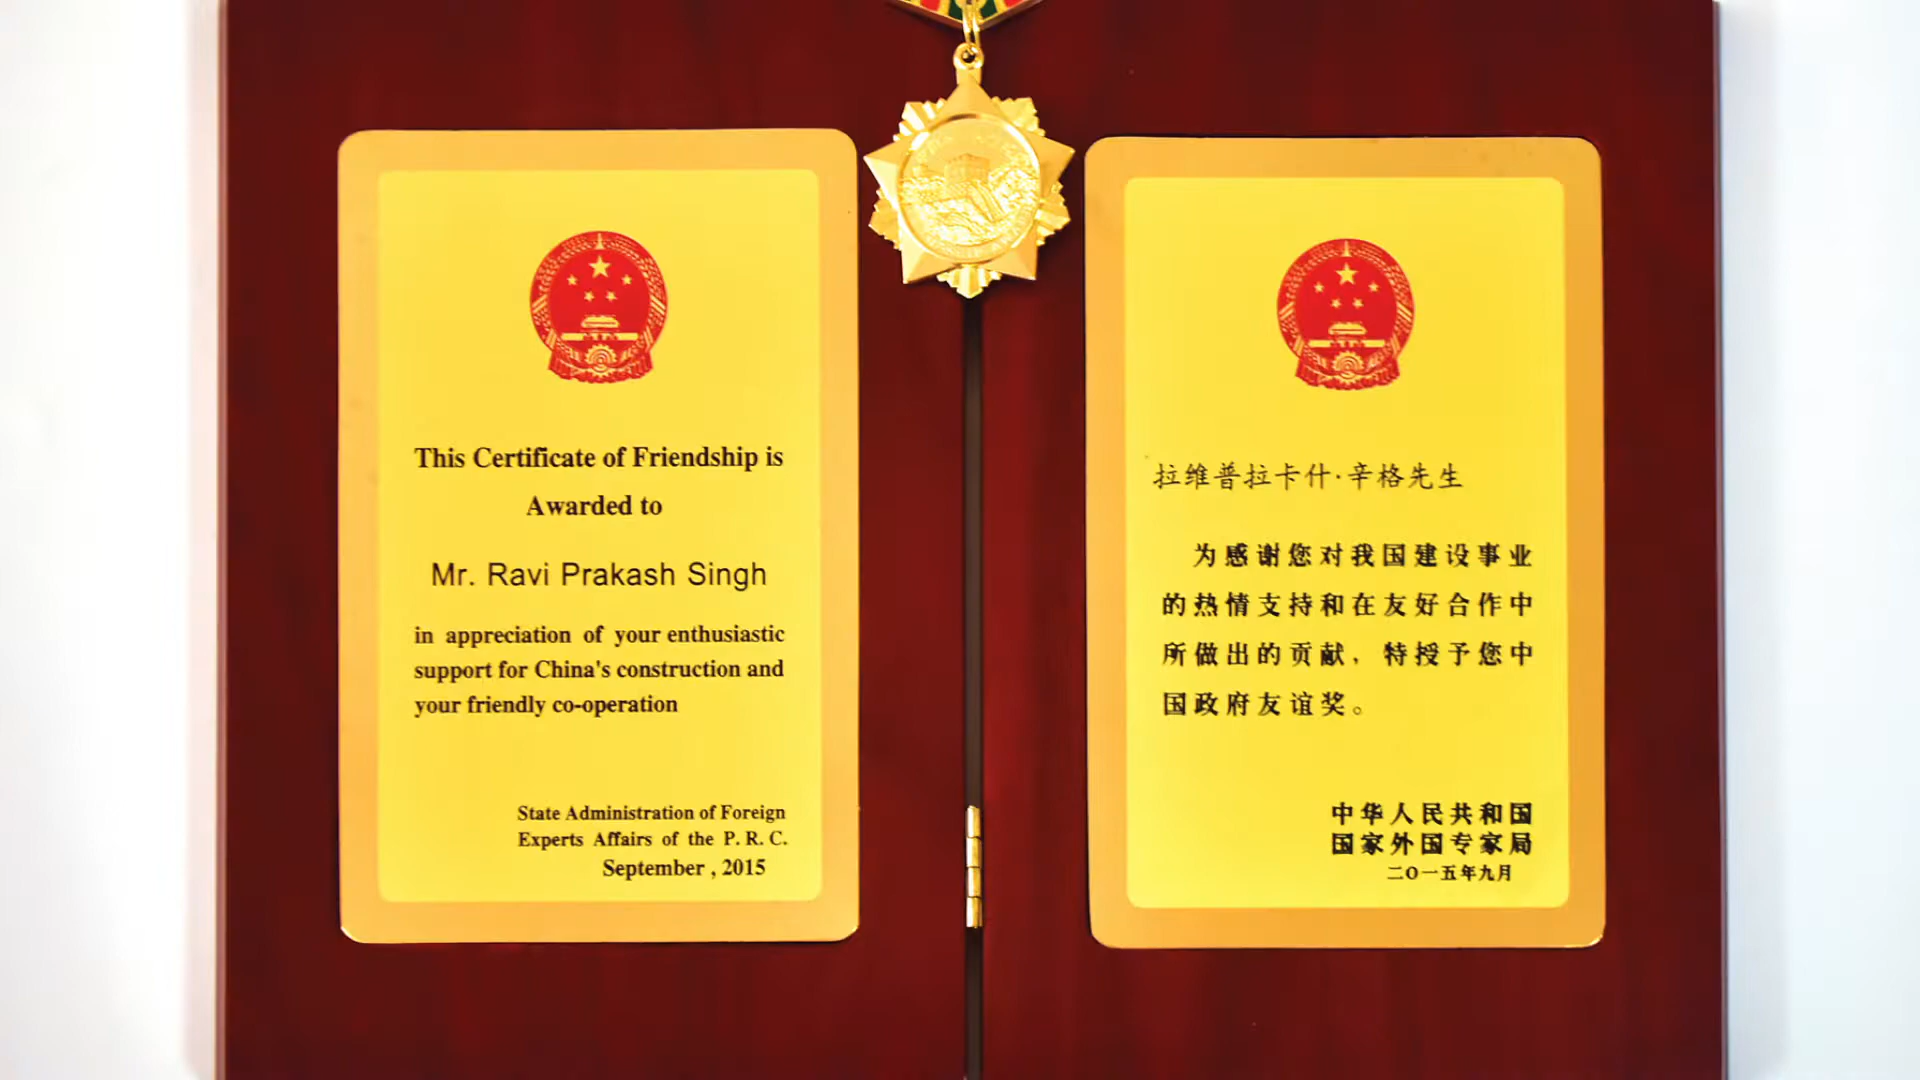 This Certificate of Friendship is
Awarded to
Mr. Ravi Prakash Singh
in appreciation of your enthusiastic
support for China's construction and
your friendly co-operation
State Administration of Foreign
Experts Affairs of the P. R. C.
September , 2015
拉维普拉卡什·辛格先生
为感谢您对我国建设事业
的热情支持和在友好合作中
所做出的贡献，特授予您中
国政府友谊奖。
中华人民共和国
国家外国专家局
二〇一五年九月